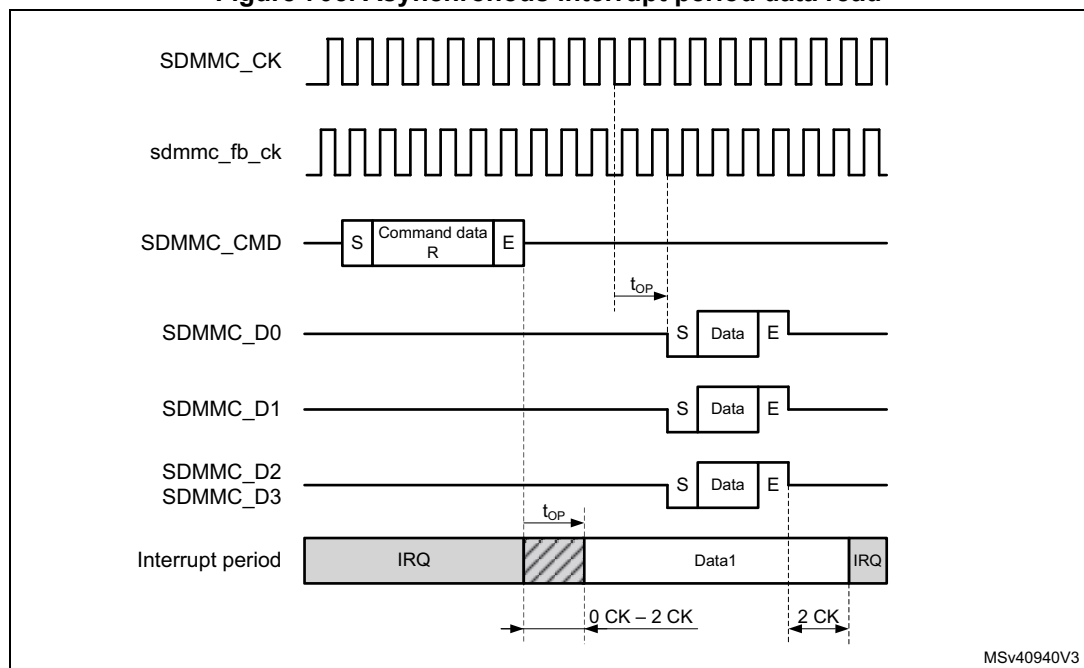 SDMMC_CK
sdmmc_fb_ck
SDMMC_CMD
S
Command data
R
E
tOP
SDMMC_D0
S
Data
E
SDMMC_D1
S
Data
E
SDMMC_D2
SDMMC_D3
S
Data
E
tOP
Interrupt period
IRQ
Data1
IRQ
0 CK – 2 CK
2 CK
MSv40940V3